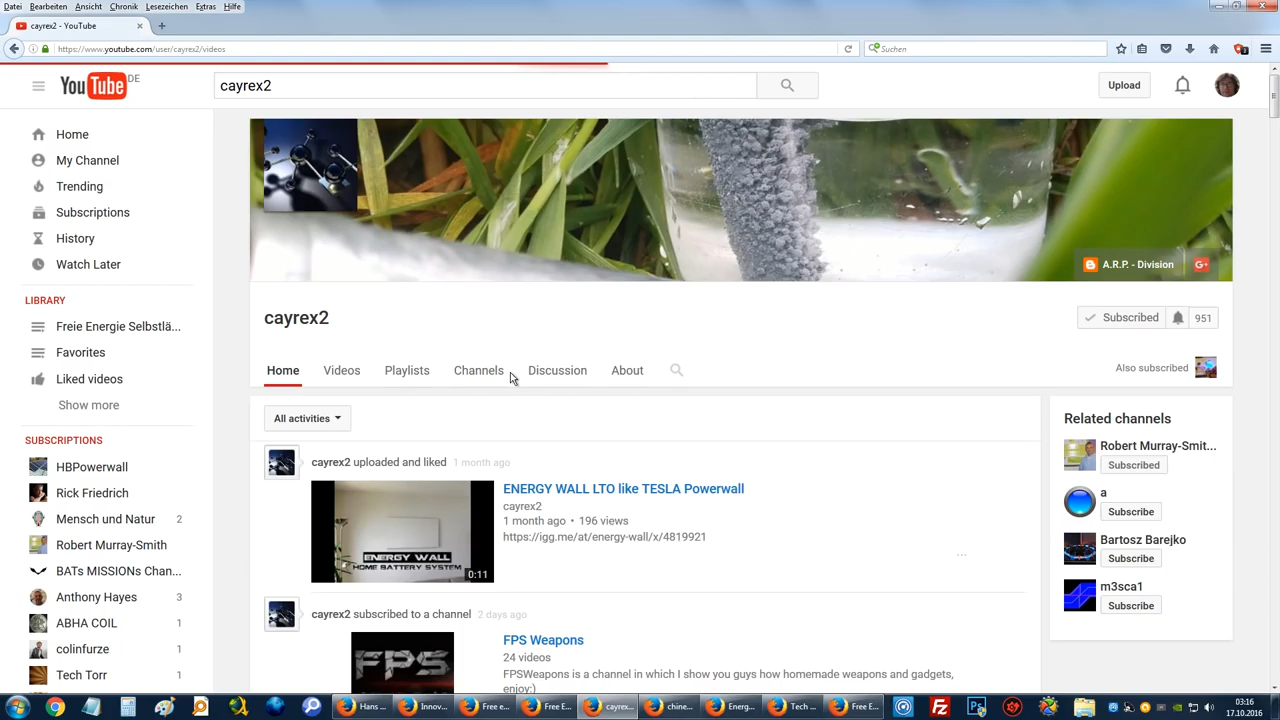 Datei Bearbeiten Ansicht Chronik Lesezeichen Extras Hilfe
cayrex2 - YouTube
https://www.youtube.com/user/cayrex2/videos
Suchen
YouTube DE
cayrex2
Upload
Home
My Channel
Trending
Subscriptions
History
Watch Later
LIBRARY
Freie Energie Selbstlä...
Favorites
Liked videos
Show more
SUBSCRIPTIONS
HBPowerwall
Rick Friedrich
Mensch und Natur 2
Robert Murray-Smith
BATs MISSIONs Chan...
Anthony Hayes 3
ABHA COIL 1
colinfurze 1
Tech Torr 1
A.R.P. - Division
cayrex2
Subscribed 951
Home Videos Playlists Channels Discussion About
Also subscribed
All activities
cayrex2 uploaded and liked 1 month ago
ENERGY WALL
HOME BATTERY SYSTEM
0:11
ENERGY WALL LTO like TESLA Powerwall
cayrex2
1 month ago • 196 views
https://igg.me/at/energy-wall/x/4819921
cayrex2 subscribed to a channel 2 days ago
FPS
FPS Weapons
24 videos
FPSWeapons is a channel in which I show you guys how homemade weapons and gadgets,
enjoy:)
Related channels
Robert Murray-Smit...
Subscribed
a
Subscribe
Bartosz Barejko
Subscribe
m3sca1
Subscribe
Hans ... Innov... Free e... Free E... cayrex... chine... Energ... Tech ... Free E...
03:16
17.10.2016